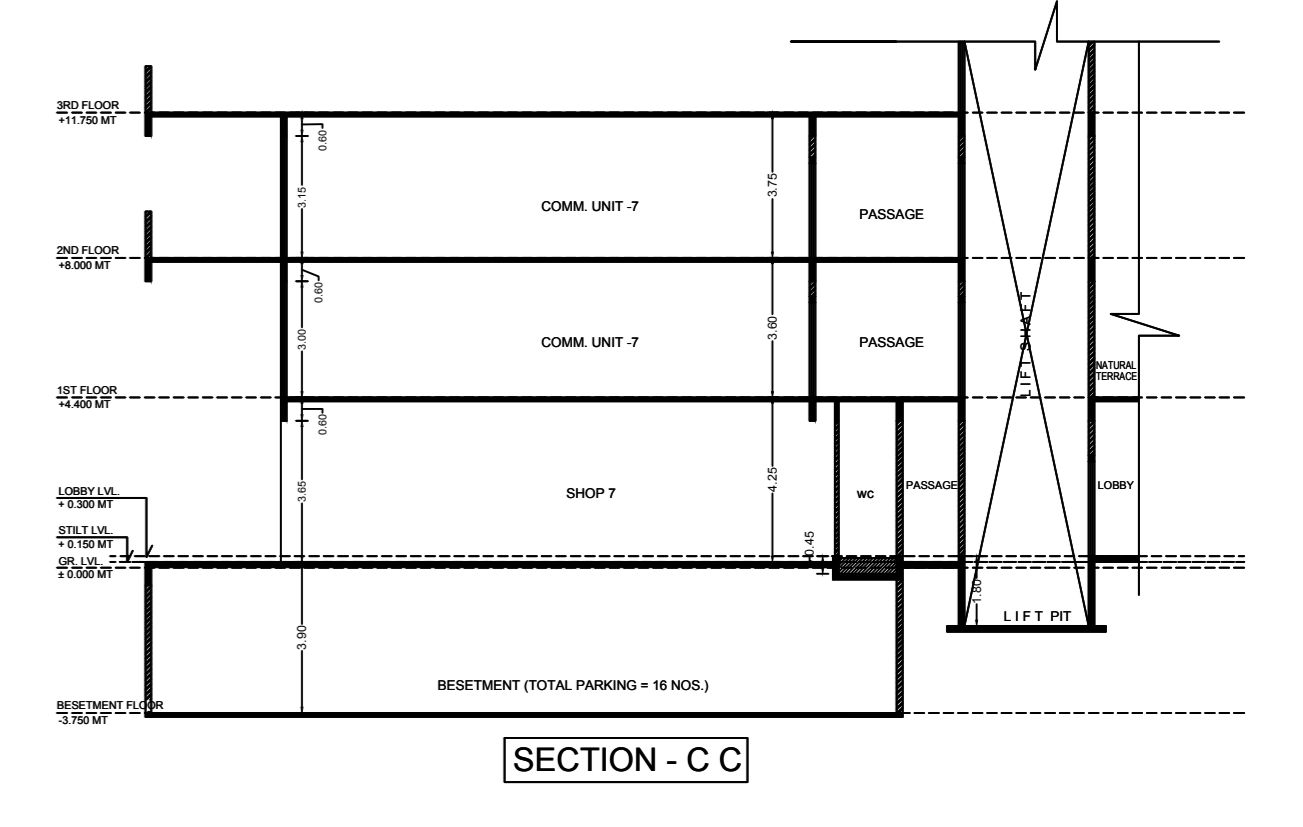 3RD FLOOR
+11.750 MT
0.60
3.15
COMM. UNIT -7
3.75
PASSAGE
2ND FLOOR
+8.000 MT
0.60
3.00
COMM. UNIT -7
3.60
PASSAGE
LIFT SHAFT
NATURAL
TERRACE
1ST FLOOR
+4.400 MT
0.60
3.65
SHOP 7
4.25
WC
PASSAGE
LOBBY
LOBBY LVL.
+ 0.300 MT
STILT LVL.
+ 0.150 MT
GR. LVL.
± 0.000 MT
0.45
1.80
LIFT PIT
3.90
BESETMENT (TOTAL PARKING = 16 NOS.)
BESETMENT FLOOR
-3.750 MT
SECTION - C C